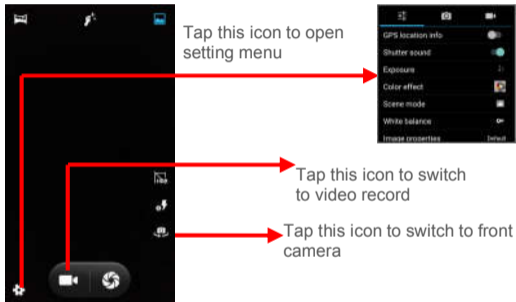 Tap this icon to open
setting menu
GPS location info
Shutter sound
Exposure
Color effect
Scene mode
White balance
Image properties Default
Tap this icon to switch
to video record
Tap this icon to switch to front
camera